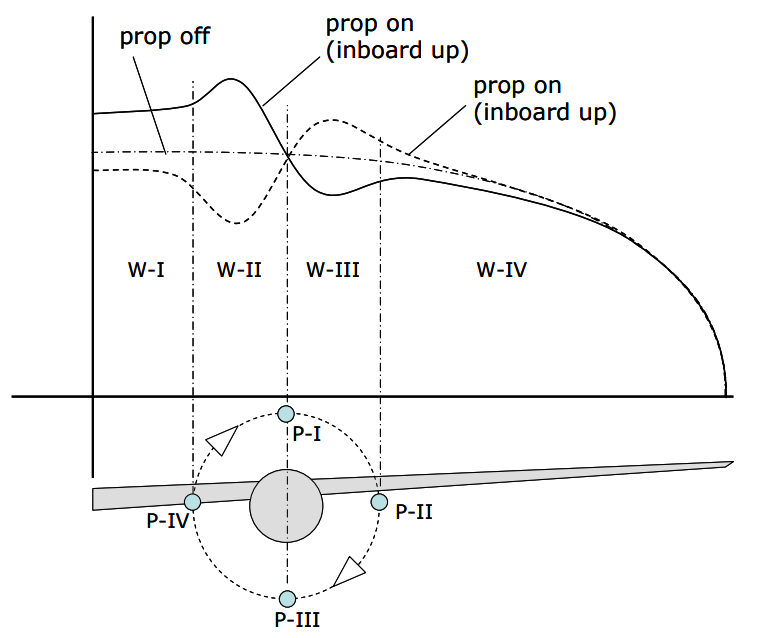 prop off
prop on
(inboard up)
prop on
(inboard up)
W-I
W-II
W-III
W-IV
P-I
P-IV
P-II
P-III